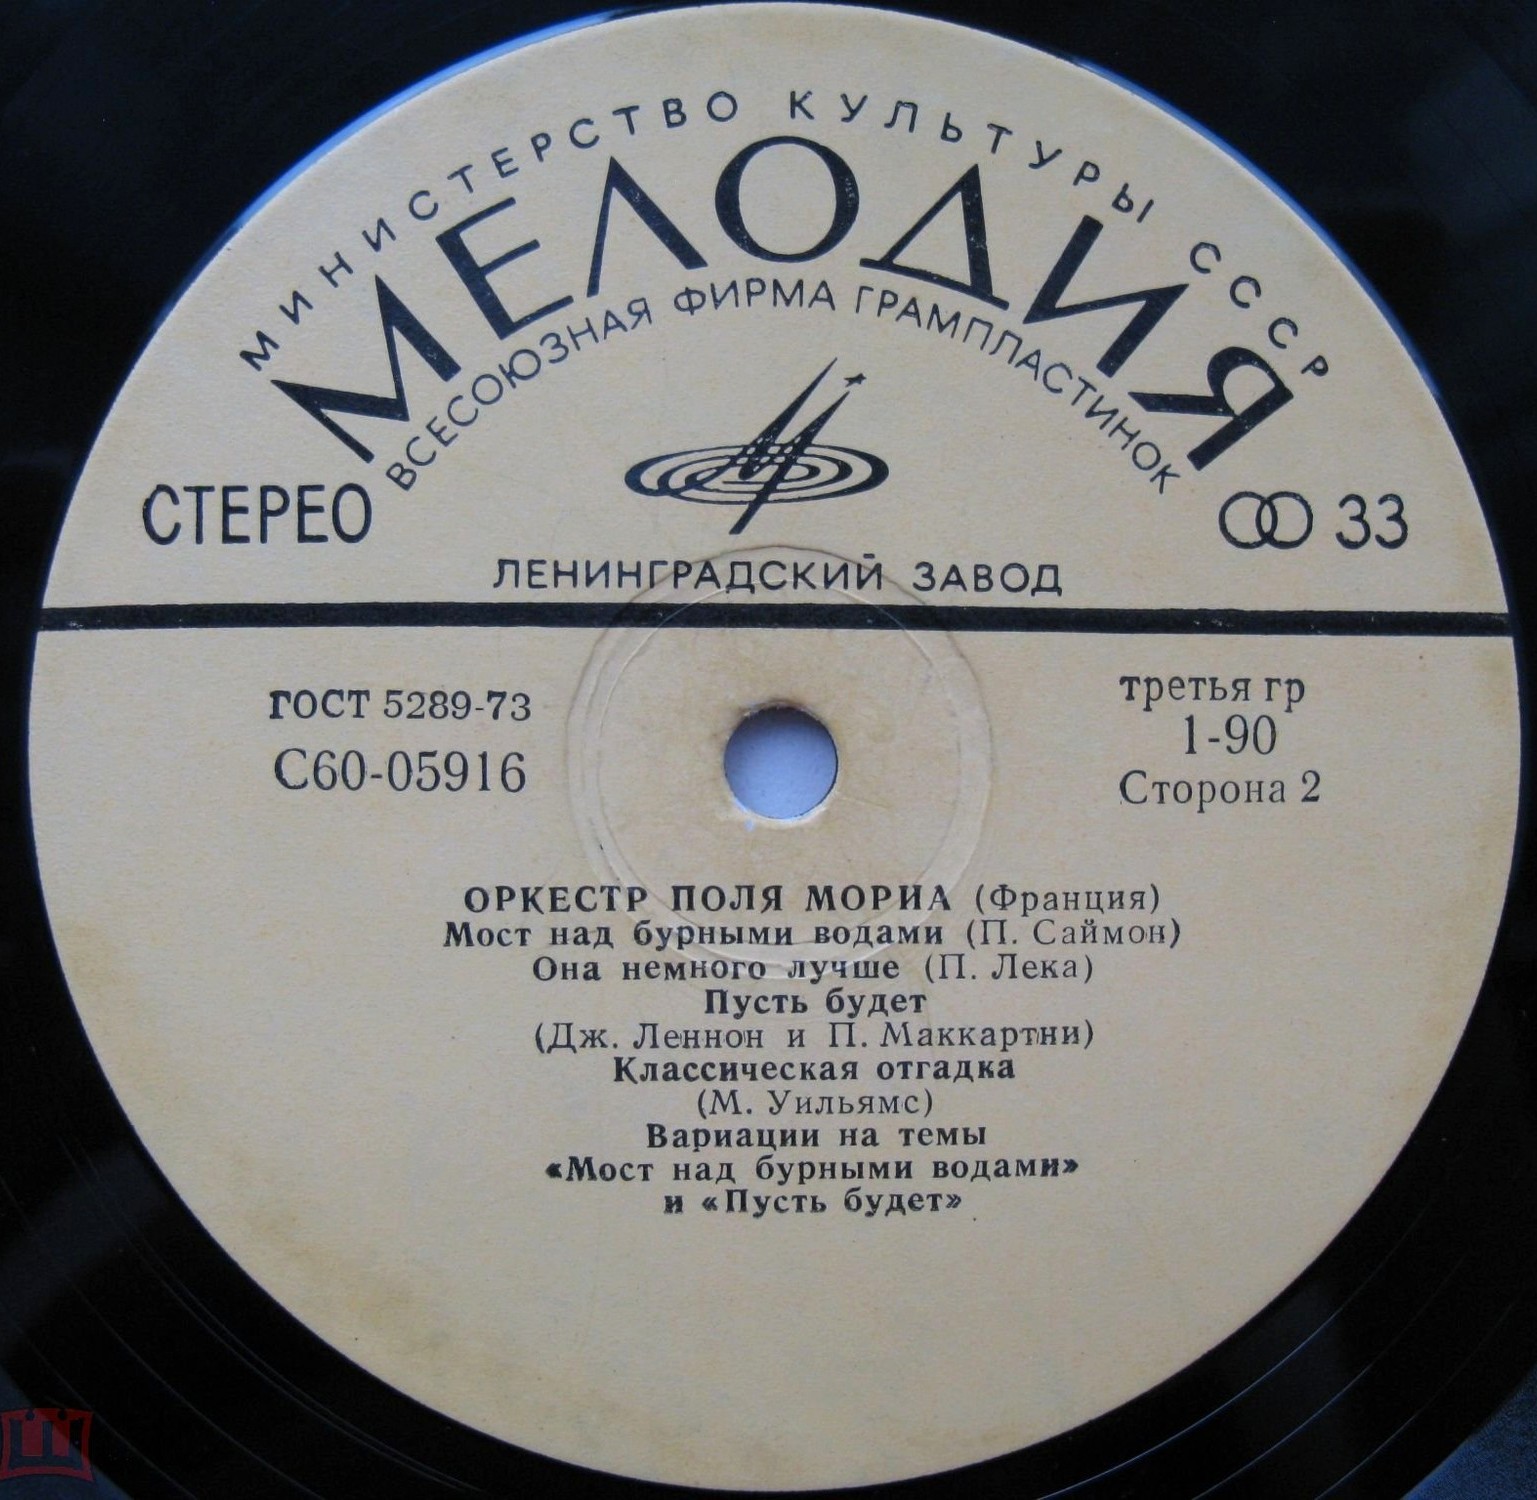 МИНИСТЕРСТВО КУЛЬТУРЫ СССР
МЕЛОДИЯ
ВСЕСОЮЗНАЯ ФИРМА ГРАМПЛАСТИНОК
СТЕРЕО
33
ЛЕНИНГРАДСКИЙ ЗАВОД
ГОСТ 5289-73
С60-05916
третья гр
1-90
Сторона 2
ОРКЕСТР ПОЛЯ МОРИА (Франция)
Мост над бурными водами (П. Саймон)
Она немного лучше (П. Лека)
Пусть будет
(Дж. Леннон и П. Маккартни)
Классическая отгадка
(М. Уильямс)
Вариации на темы
«Мост над бурными водами»
и «Пусть будет»